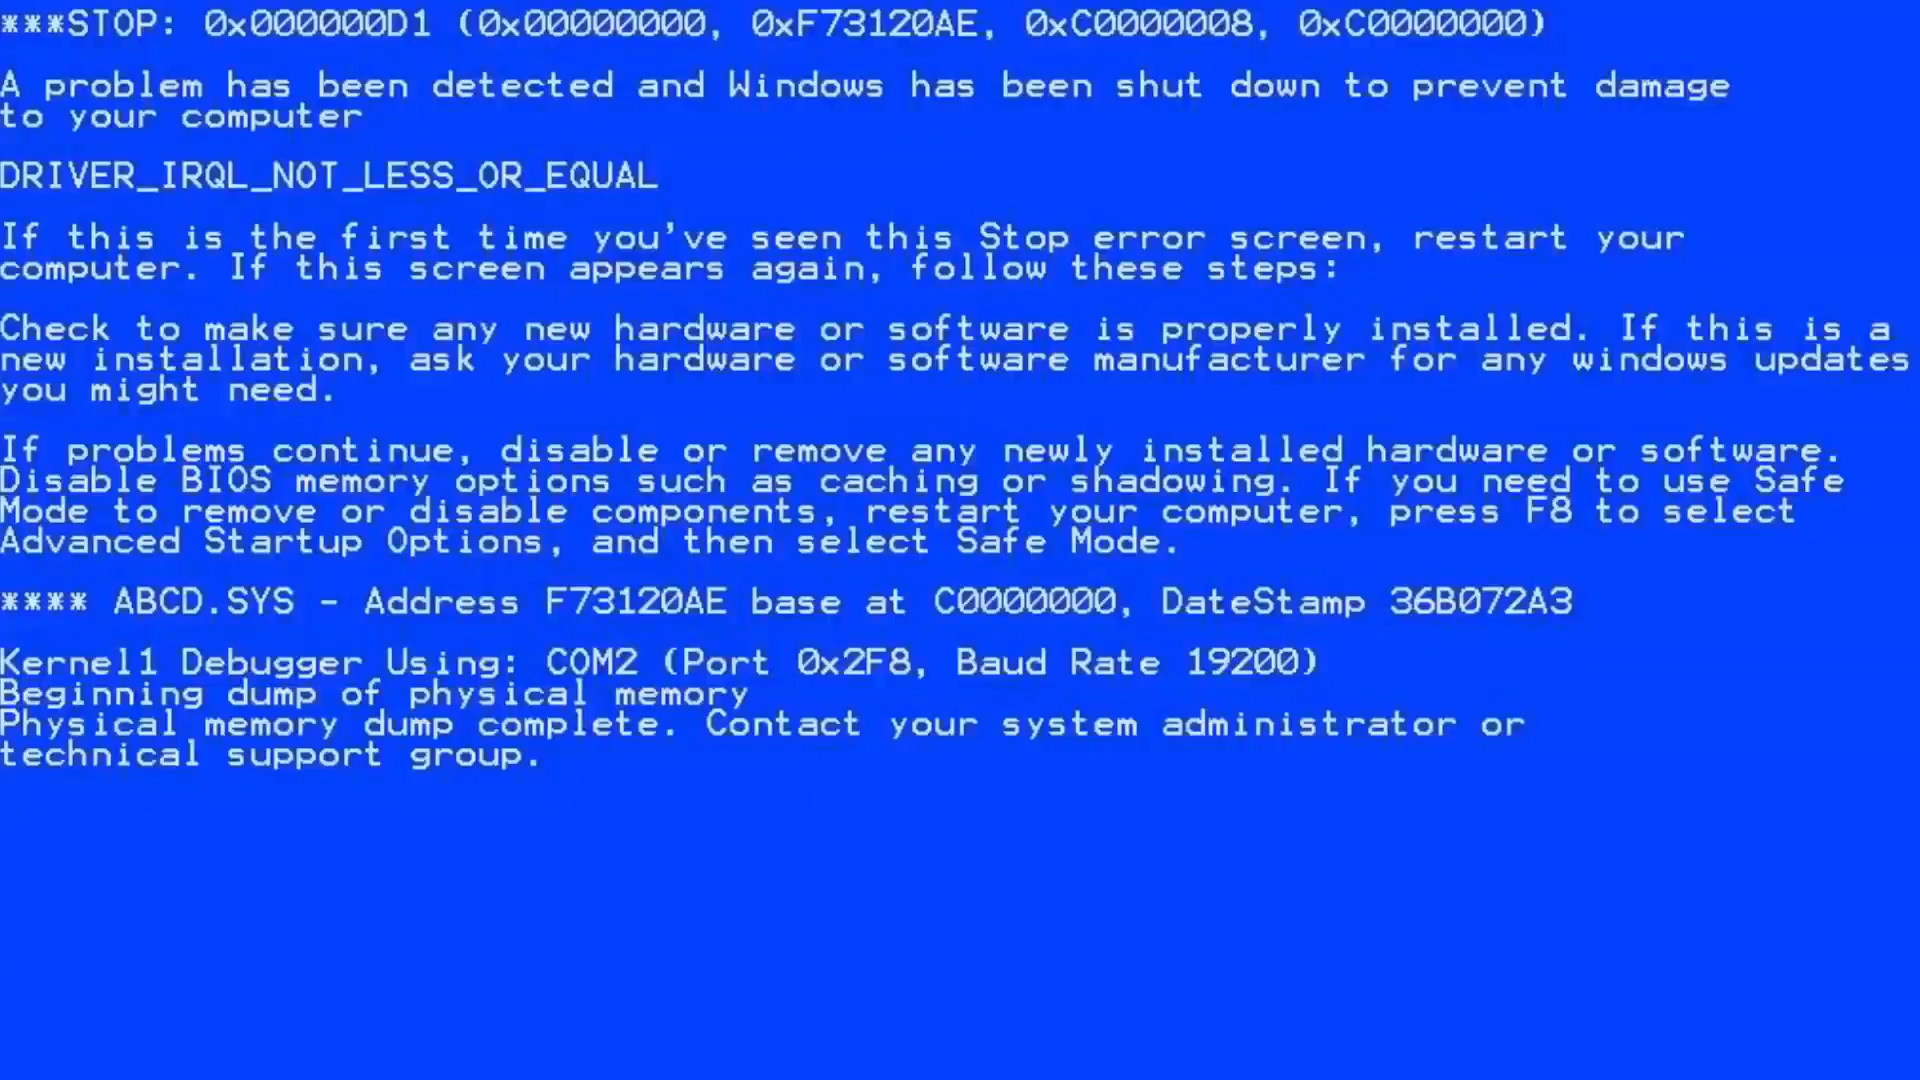 ***STOP: 0x000000D1 (0x00000000, 0xF73120AE, 0xC0000008, 0xC0000000)
A problem has been detected and Windows has been shut down to prevent damage
to your computer
DRIVER_IRQL_NOT_LESS_OR_EQUAL
If this is the first time you've seen this Stop error screen, restart your
computer. If this screen appears again, follow these steps:
Check to make sure any new hardware or software is properly installed. If this is a
new installation, ask your hardware or software manufacturer for any windows updates
you might need.
If problems continue, disable or remove any newly installed hardware or software.
Disable BIOS memory options such as caching or shadowing. If you need to use Safe
Mode to remove or disable components, restart your computer, press F8 to select
Advanced Startup Options, and then select Safe Mode.
**** ABCD.SYS - Address F73120AE base at C0000000, DateStamp 36B072A3
Kernel1 Debugger Using: COM2 (Port 0x2F8, Baud Rate 19200)
Beginning dump of physical memory
Physical memory dump complete. Contact your system administrator or
technical support group.